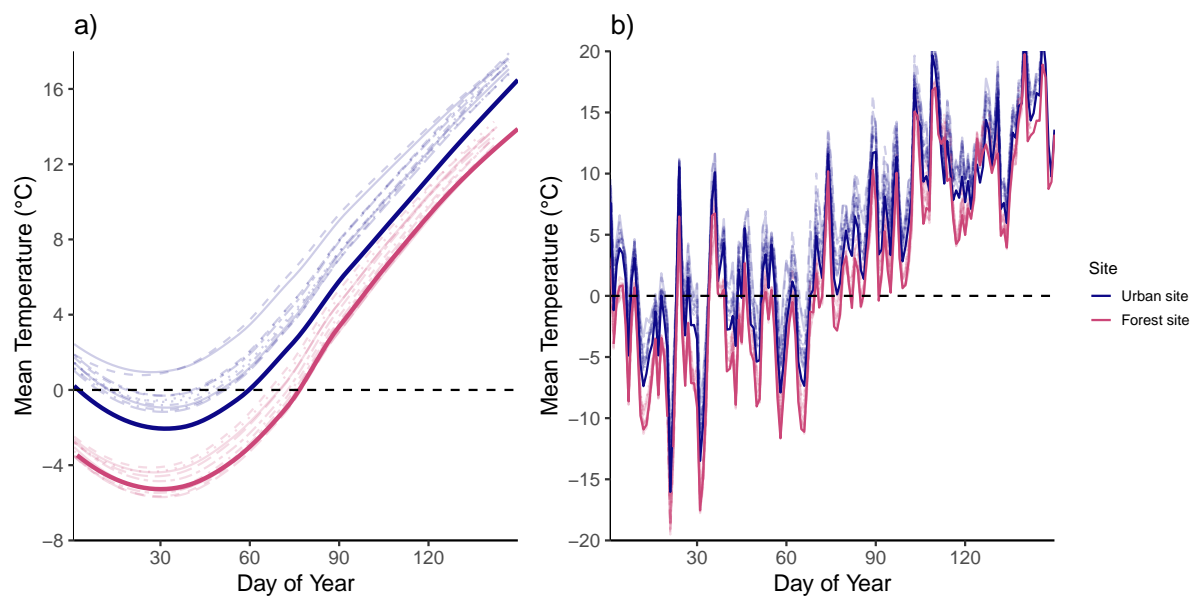 a)
Mean Temperature (°C)
16
12
8
4
0
−4
−8
30
60
90
120
Day of Year
b)
Mean Temperature (°C)
20
15
10
5
0
−5
−10
−15
−20
30
60
90
120
Day of Year
Site
Urban site
Forest site